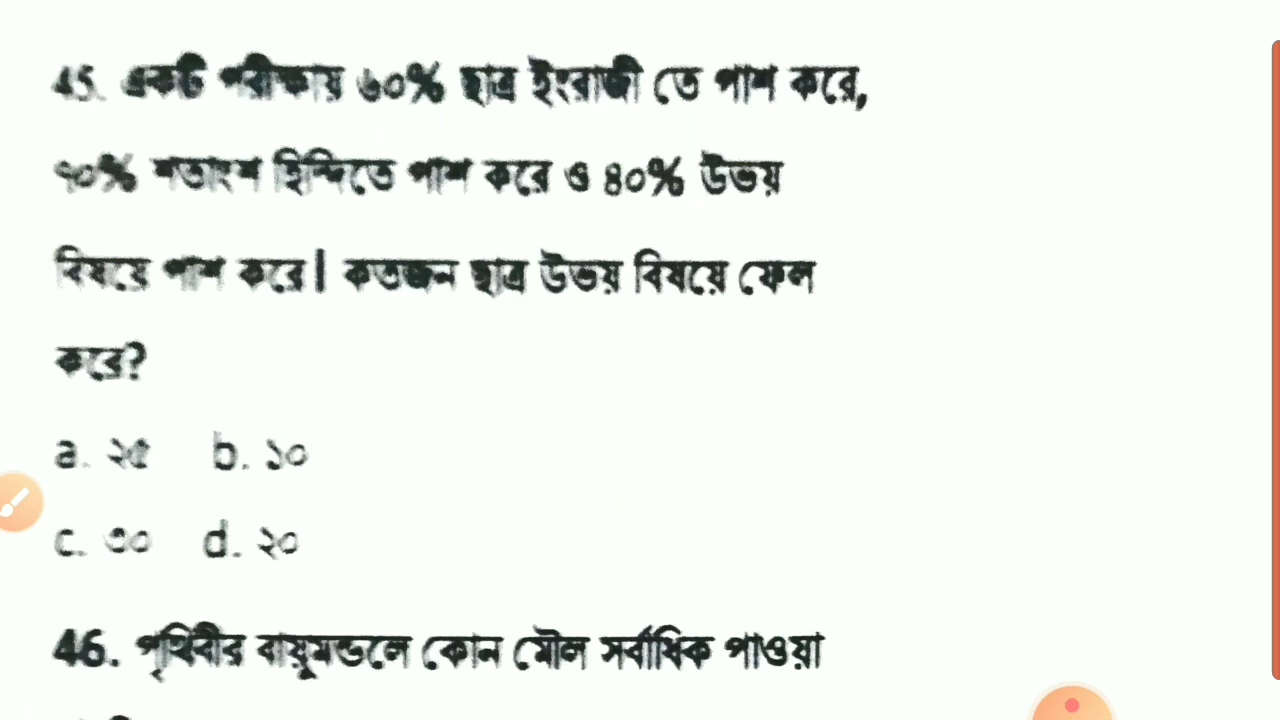 45. একটি পরীক্ষায় ৬০% ছাত্র ইংরাজী তে পাশ করে,
৭০% শতাংশ হিন্দিতে পাশ করে ও ৪০% উভয়
বিষয়ে পাশ করে| কতজন ছাত্র উভয় বিষয়ে ফেল
করে?
a. ২৫ b. ১০
c. ৩০ d. ২০
46. পৃথিবীর বায়ুমন্ডলে কোন মৌল সর্বাধিক পাওয়া